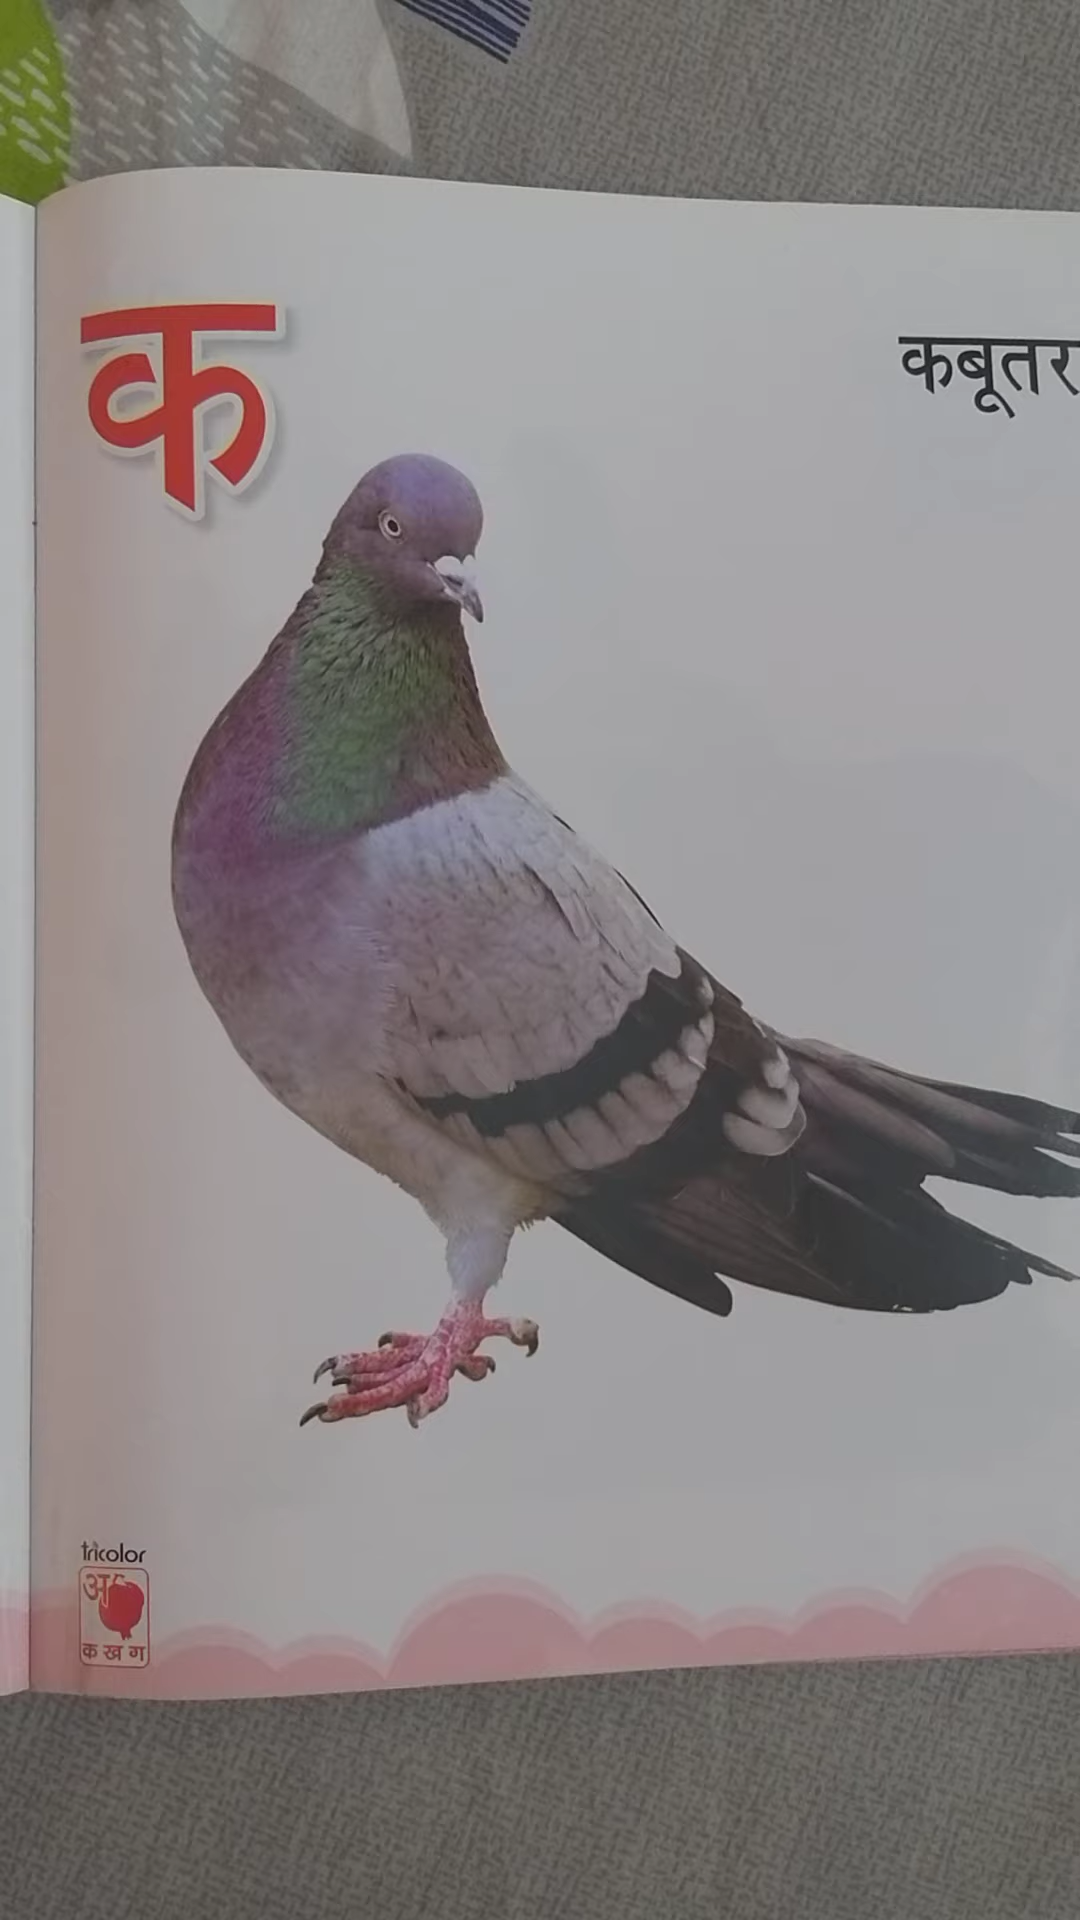 क
कबूतर
tricolor
क ख ग